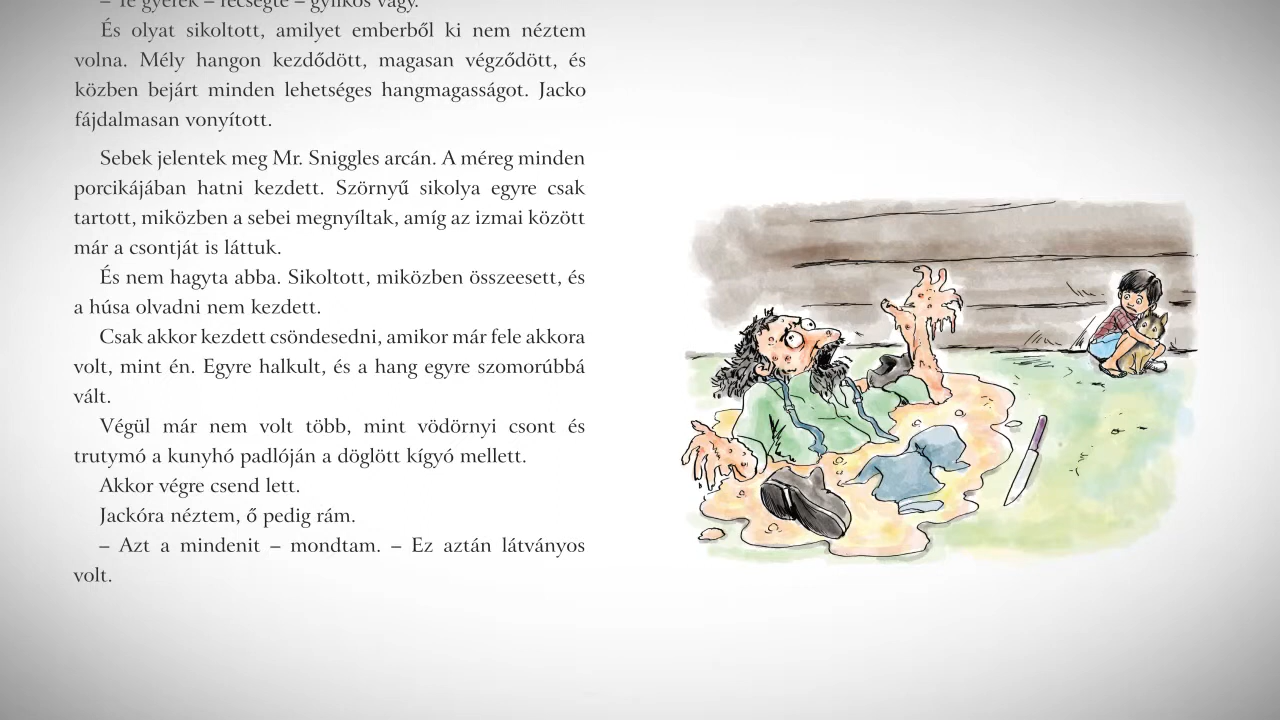 – Te gyerek – fecsegte – gyilkos vagy.
És olyat sikoltott, amilyet emberből ki nem néztem
volna. Mély hangon kezdődött, magasan végződött, és
közben bejárt minden lehetséges hangmagasságot. Jacko
fájdalmasan vonyított.
Sebek jelentek meg Mr. Sniggles arcán. A méreg minden
porcikájában hatni kezdett. Szörnyű sikolya egyre csak
tartott, miközben a sebei megnyíltak, amíg az izmai között
már a csontját is láttuk.
És nem hagyta abba. Sikoltott, miközben összeesett, és
a húsa olvadni nem kezdett.
Csak akkor kezdett csöndesedni, amikor már fele akkora
volt, mint én. Egyre halkult, és a hang egyre szomorúbbá
vált.
Végül már nem volt több, mint vödörnyi csont és
trutymó a kunyhó padlóján a döglött kígyó mellett.
Akkor végre csend lett.
Jackóra néztem, ő pedig rám.
– Azt a mindenit – mondtam. – Ez aztán látványos
volt.